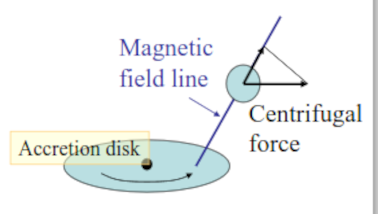 Magnetic
field line
Centrifugal
force
Accretion disk